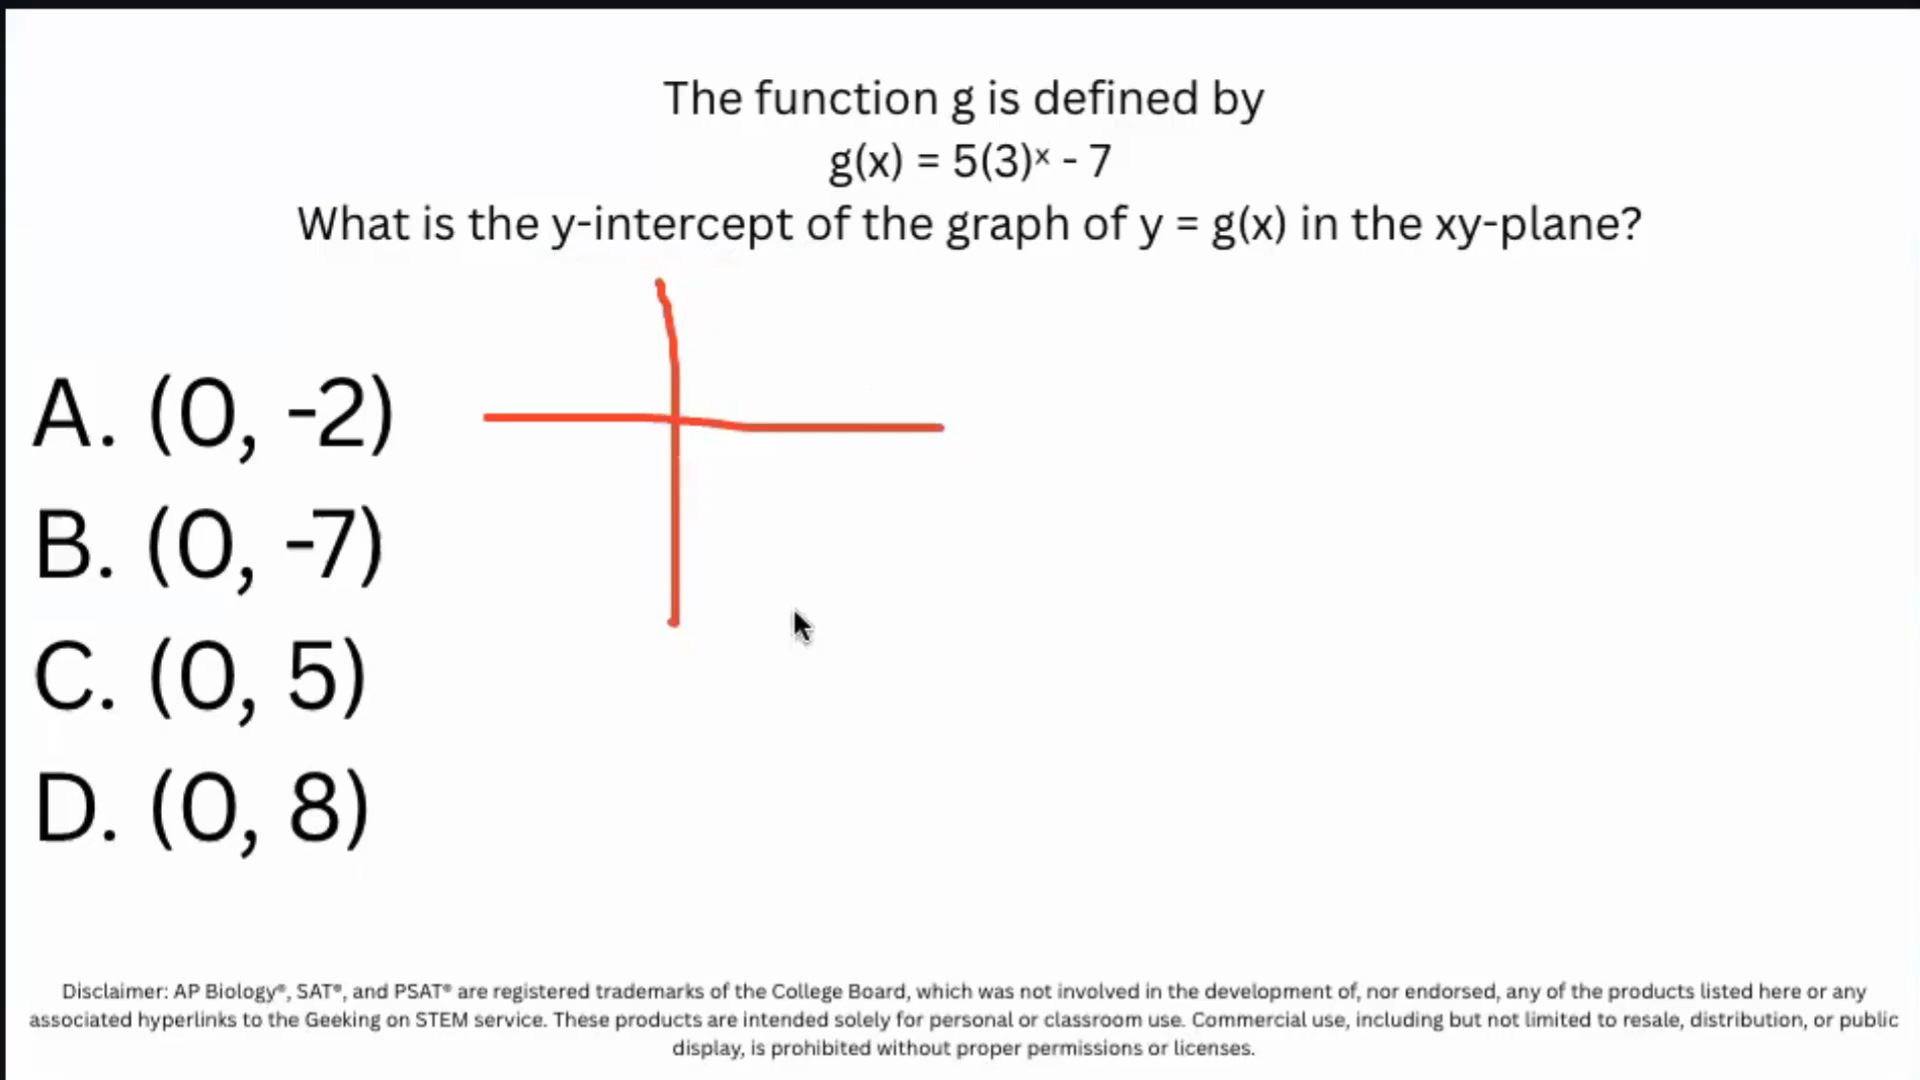 The function g is defined by
g(x) = 5(3)ˣ - 7
What is the y-intercept of the graph of y = g(x) in the xy-plane?
A. (0, -2)
B. (0, -7)
C. (0, 5)
D. (0, 8)
Disclaimer: AP Biology®, SAT®, and PSAT® are registered trademarks of the College Board, which was not involved in the development of, nor endorsed, any of the products listed here or any
associated hyperlinks to the Geeking on STEM service. These products are intended solely for personal or classroom use. Commercial use, including but not limited to resale, distribution, or public
display, is prohibited without proper permissions or licenses.